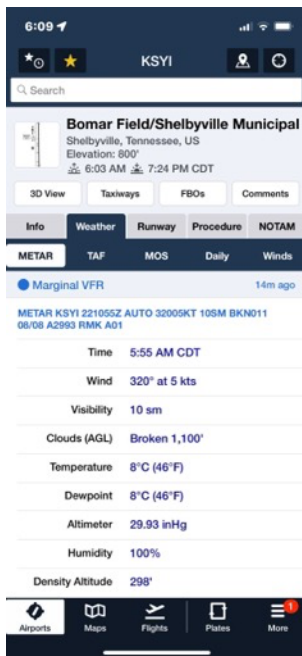 6:09
KSYI
Search
Bomar Field/Shelbyville Municipal
Shelbyville, Tennessee, US
Elevation: 800'
6:03 AM 7:24 PM CDT
3D View Taxiways FBOs Comments
Info Weather Runway Procedure NOTAM
METAR TAF MOS Daily Winds
Marginal VFR 14m ago
METAR KSYI 221055Z AUTO 32005KT 10SM BKN011
08/08 A2993 RMK A01
Time 5:55 AM CDT
Wind 320° at 5 kts
Visibility 10 sm
Clouds (AGL) Broken 1,100'
Temperature 8°C (46°F)
Dewpoint 8°C (46°F)
Altimeter 29.93 inHg
Humidity 100%
Density Altitude 298'
1
Airports Maps Flights Plates More